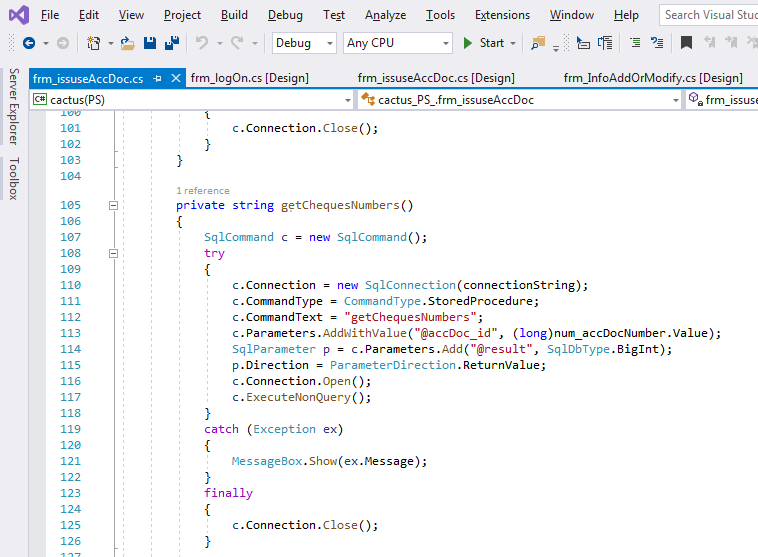 File Edit View Project Build Debug Test Analyze Tools Extensions Window Help Search Visual Stu
Debug Any CPU Start
frm_issuseAccDoc.cs frm_logOn.cs [Design] frm_issuseAccDoc.cs [Design] frm_InfoAddOrModify.cs [Design]
C# cactus(PS) cactus_PS_.frm_issuseAccDoc frm_issuse
Server Explorer
Toolbox
100 {
101 c.Connection.Close();
102 }
103 }
104
1 reference
105 private string getChequesNumbers()
106 {
107 SqlCommand c = new SqlCommand();
108 try
109 {
110 c.Connection = new SqlConnection(connectionString);
111 c.CommandType = CommandType.StoredProcedure;
112 c.CommandText = "getChequesNumbers";
113 c.Parameters.AddWithValue("@accDoc_id", (long)num_accDocNumber.Value);
114 SqlParameter p = c.Parameters.Add("@result", SqlDbType.BigInt);
115 p.Direction = ParameterDirection.ReturnValue;
116 c.Connection.Open();
117 c.ExecuteNonQuery();
118 }
119 catch (Exception ex)
120 {
121 MessageBox.Show(ex.Message);
122 }
123 finally
124 {
125 c.Connection.Close();
126 }
127